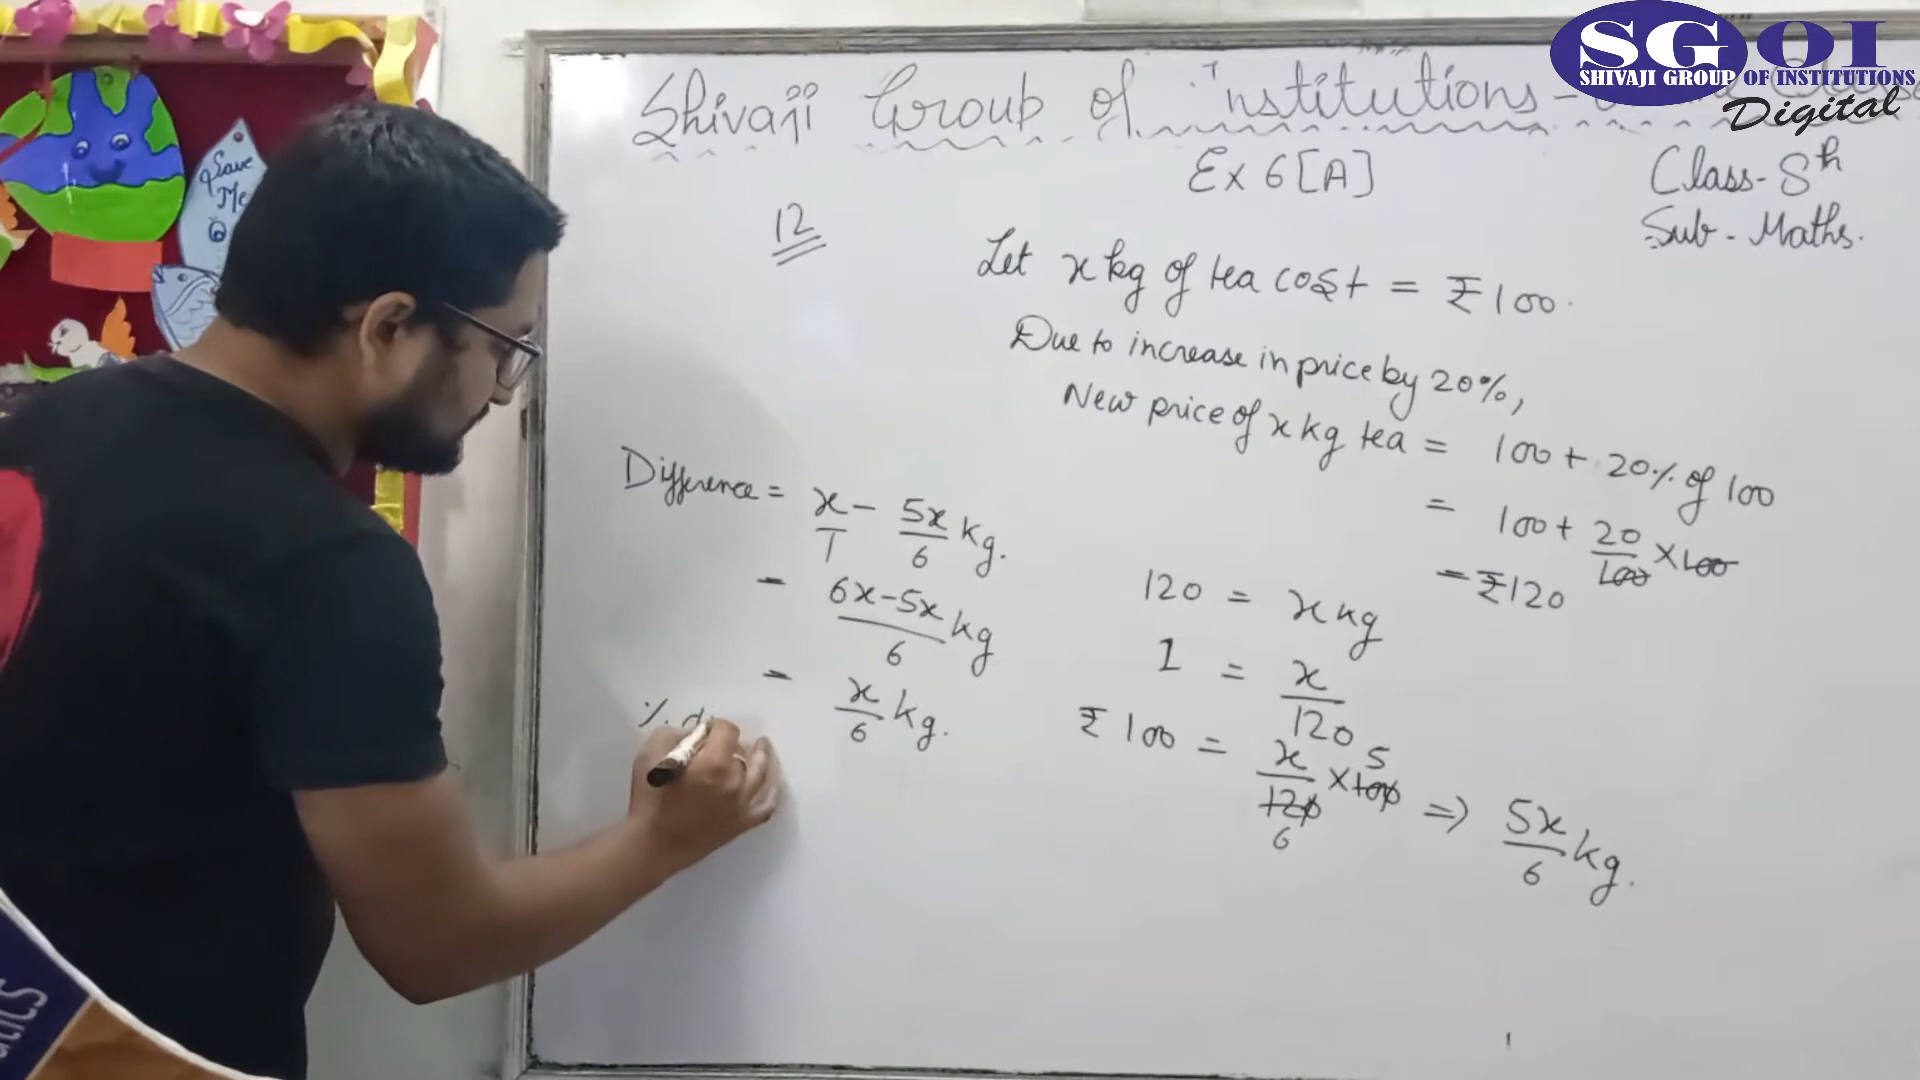 SGOI
SHIVAJI GROUP OF INSTITUTIONS
Digital
Shivaji Group of Institutions -
Ex 6[A]
Class - 8th
Sub - Maths.
12
Let x kg of tea cost = ₹100.
Due to increase in price by 20%,
New price of x kg tea = 100 + 20% of 100
= 100 + 20/100 × 100
= ₹120
120 = x kg
1 = x/120
₹ 100 = x/120 × 100 ⇒ 5x/6 kg.
5
6
Difference = x/1 - 5x/6 kg.
= 6x-5x/6 kg
= x/6 kg.
%
Save
Me